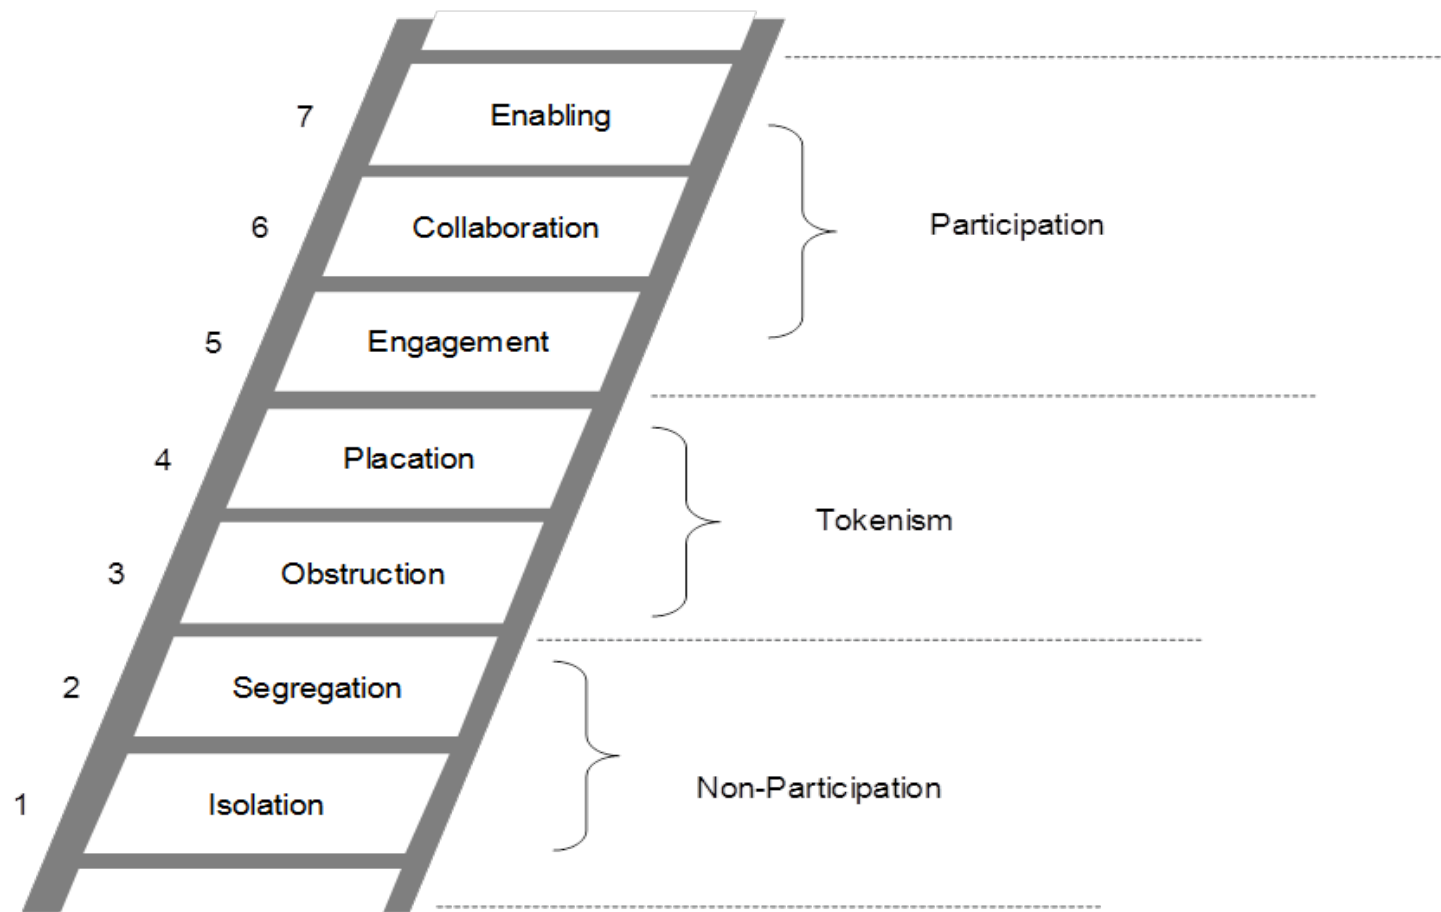 7 Enabling
6 Collaboration Participation
5 Engagement
4 Placation
Tokenism
3 Obstruction
2 Segregation
Non-Participation
1 Isolation